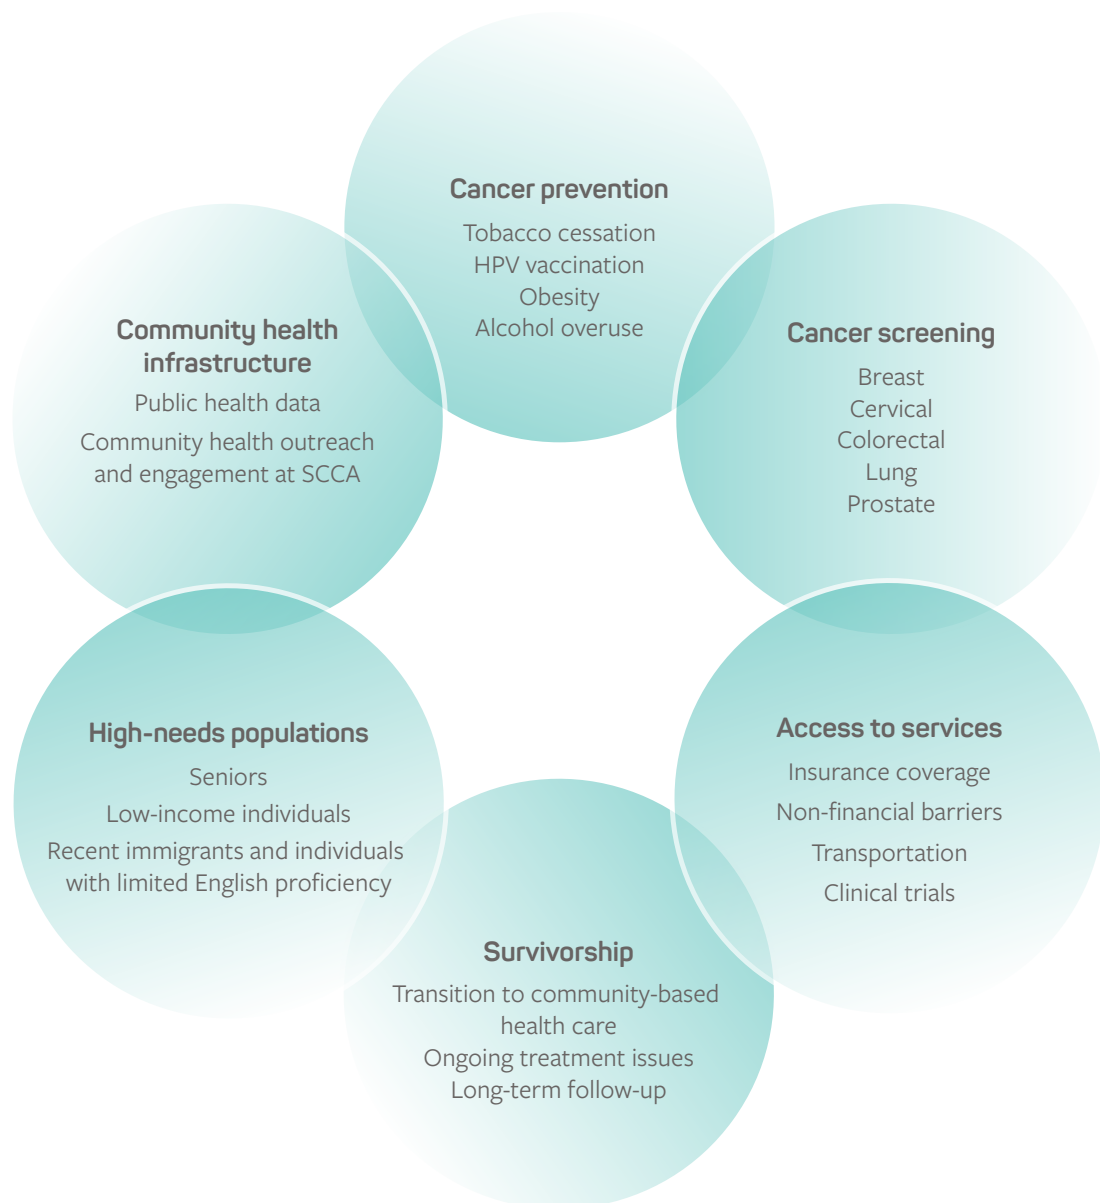 Cancer prevention
Tobacco cessation
HPV vaccination
Obesity
Alcohol overuse
Cancer screening
Breast
Cervical
Colorectal
Lung
Prostate
Access to services
Insurance coverage
Non-financial barriers
Transportation
Clinical trials
Survivorship
Transition to community-based
health care
Ongoing treatment issues
Long-term follow-up
High-needs populations
Seniors
Low-income individuals
Recent immigrants and individuals
with limited English proficiency
Community health
infrastructure
Public health data
Community health outreach
and engagement at SCCA